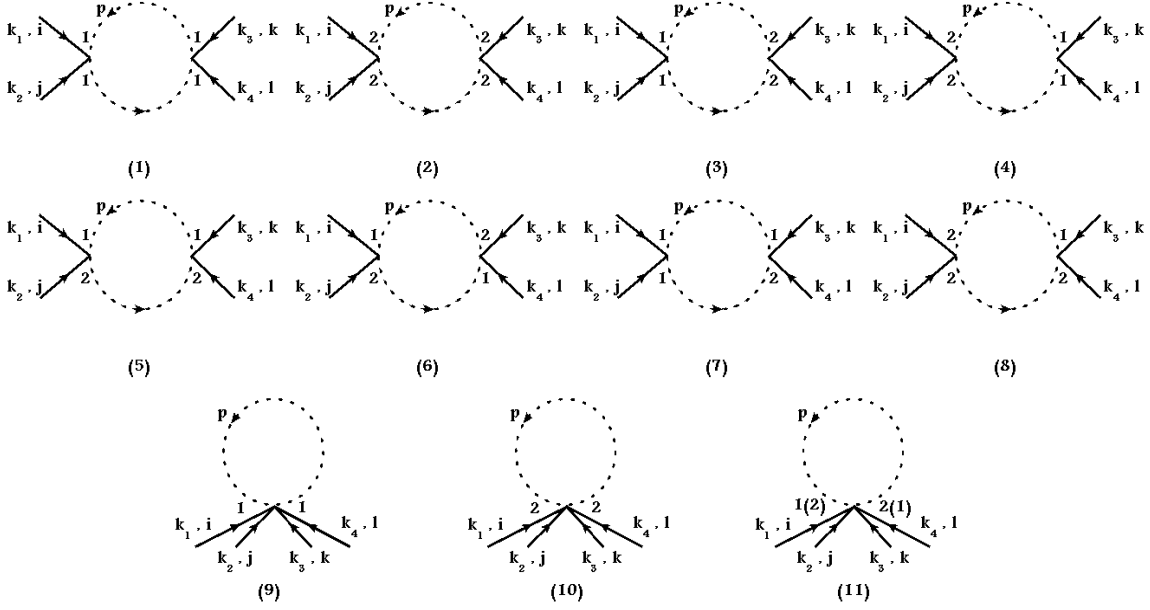 p p p p
k₁ , i 1 1 k₃ , k k₁ , i 2 2 k₃ , k k₁ , i 1 2 k₃ , k k₁ , i 2 1 k₃ , k
k₂ , j 1 1 k₄ , l k₂ , j 2 2 k₄ , l k₂ , j 1 2 k₄ , l k₂ , j 2 1 k₄ , l
(1) (2) (3) (4)
p p p p
k₁ , i 1 1 k₃ , k k₁ , i 1 2 k₃ , k k₁ , i 1 1 k₃ , k k₁ , i 2 1 k₃ , k
k₂ , j 2 2 k₄ , l k₂ , j 2 1 k₄ , l k₂ , j 1 2 k₄ , l k₂ , j 2 2 k₄ , l
(5) (6) (7) (8)
p p p
1 1 2 2 1(2) 2(1)
k₁ , i k₄ , l k₁ , i k₄ , l k₁ , i k₄ , l
k₂ , j k₃ , k k₂ , j k₃ , k k₂ , j k₃ , k
(9) (10) (11)